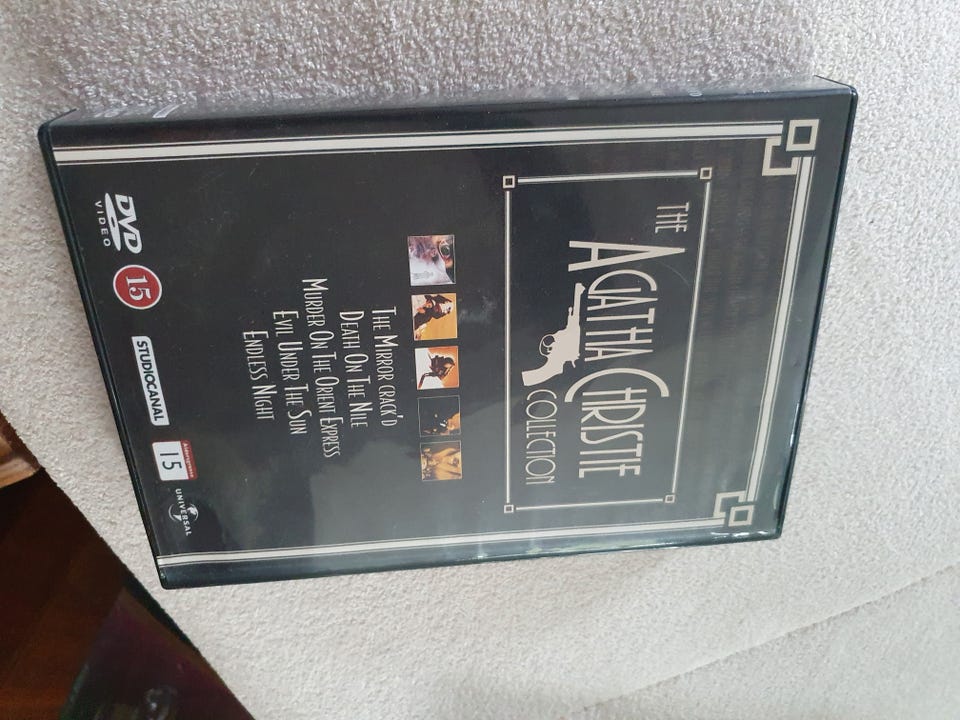 THE
AGATHA CHRISTIE
COLLECTION
THE MIRROR CRACK'D
DEATH ON THE NILE
MURDER ON THE ORIENT EXPRESS
EVIL UNDER THE SUN
ENDLESS NIGHT
DVD
VIDEO
15
STUDIOCANAL
15
UNIVERSAL